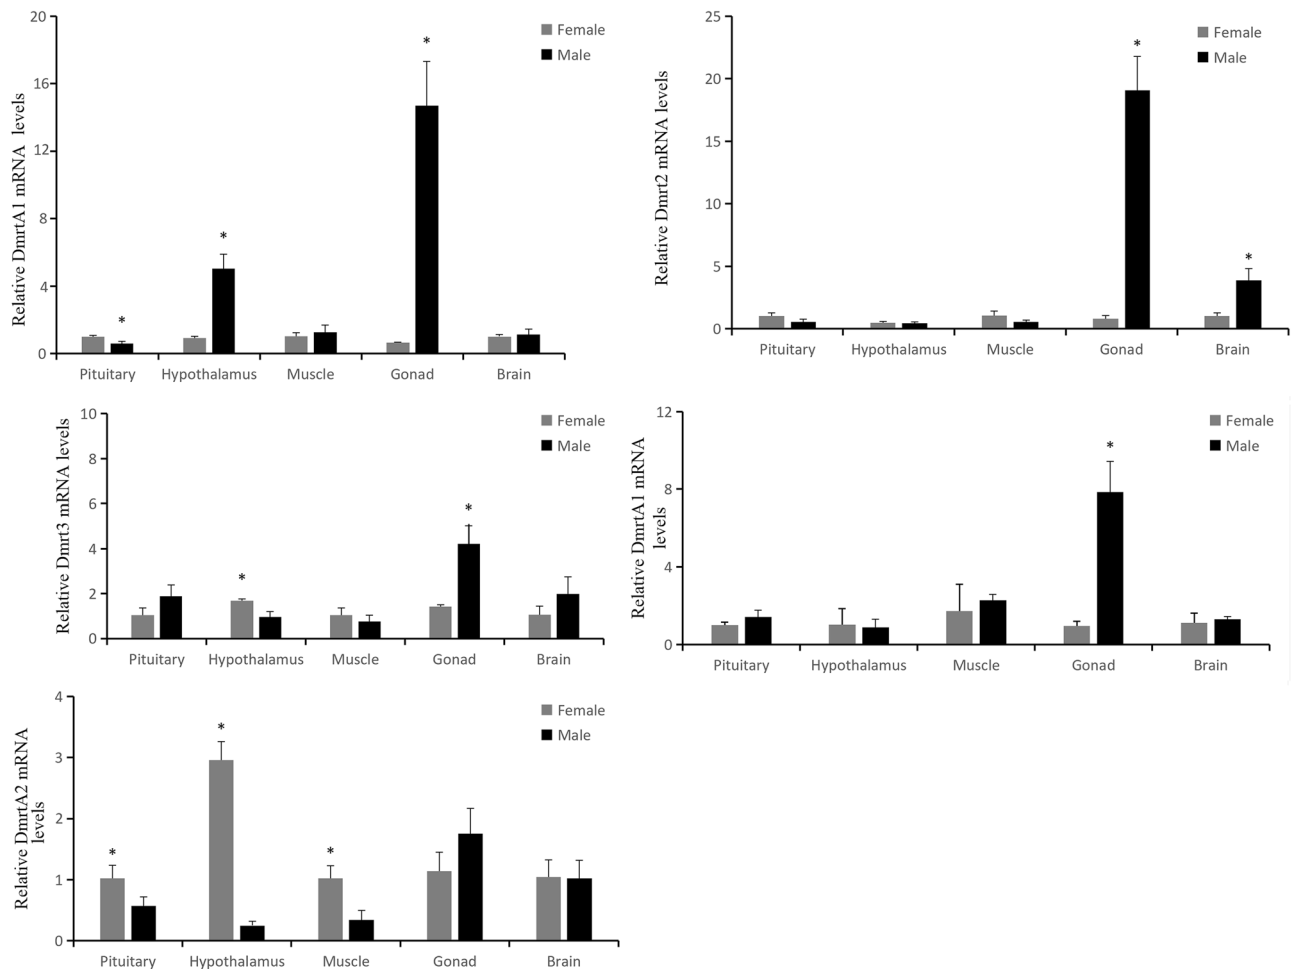 Relative DmrtA1 mRNA levels
20
16
12
8
4
0
Female
Male
*
*
*
Pituitary
Hypothalamus
Muscle
Gonad
Brain
Relative Dmrt2 mRNA levels
25
20
15
10
5
0
Female
Male
*
*
Pituitary
Hypothalamus
Muscle
Gonad
Brain
Relative Dmrt3 mRNA levels
10
8
6
4
2
0
Female
Male
*
*
Pituitary
Hypothalamus
Muscle
Gonad
Brain
Relative DmrtA1 mRNA
levels
12
8
4
0
Female
Male
*
Pituitary
Hypothalamus
Muscle
Gonad
Brain
Relative DmrtA2 mRNA
levels
4
3
2
1
0
Female
Male
*
*
*
Pituitary
Hypothalamus
Muscle
Gonad
Brain